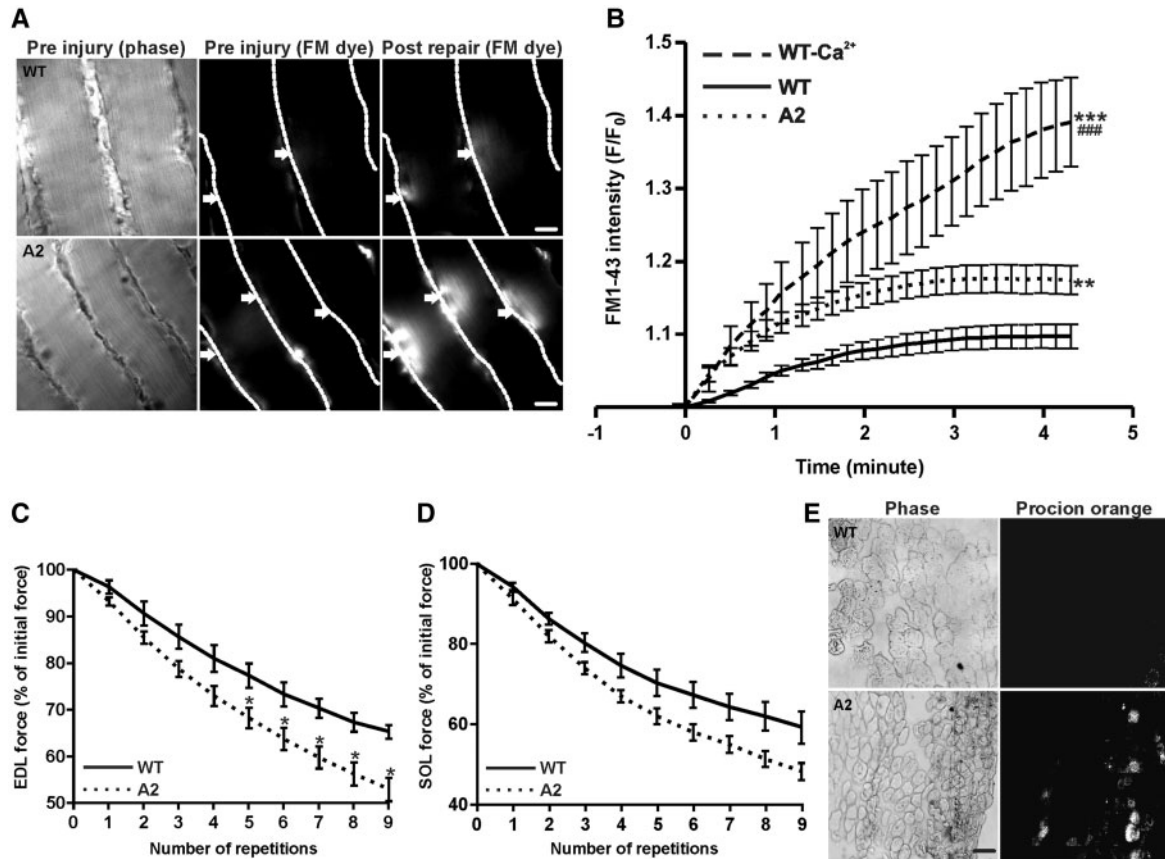 A
Pre injury (phase) Pre injury (FM dye) Post repair (FM dye)
WT
A2
B
FM1-43 intensity (F/F₀)
1.5
1.4
1.3
1.2
1.1
WT-Ca²⁺
WT
A2
***
###
**
-1 0 1 2 3 4 5
Time (minute)
C
EDL force (% of initial force)
100
90
80
70
60
50
* * * * *
WT
A2
0 1 2 3 4 5 6 7 8 9
Number of repetitions
D
SOL force (% of initial force)
100
80
60
40
WT
A2
0 1 2 3 4 5 6 7 8 9
Number of repetitions
E
Phase Procion orange
WT
A2